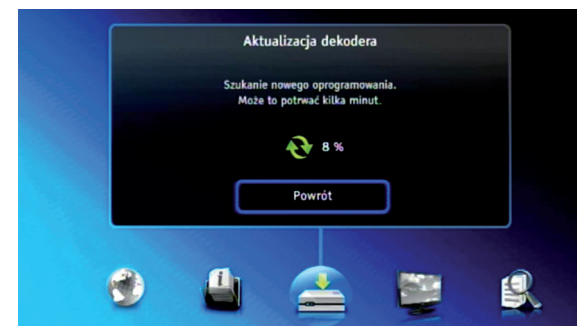 Aktualizacja dekodera
Szukanie nowego oprogramowania.
Może to potrwać kilka minut.
8 %
Powrót